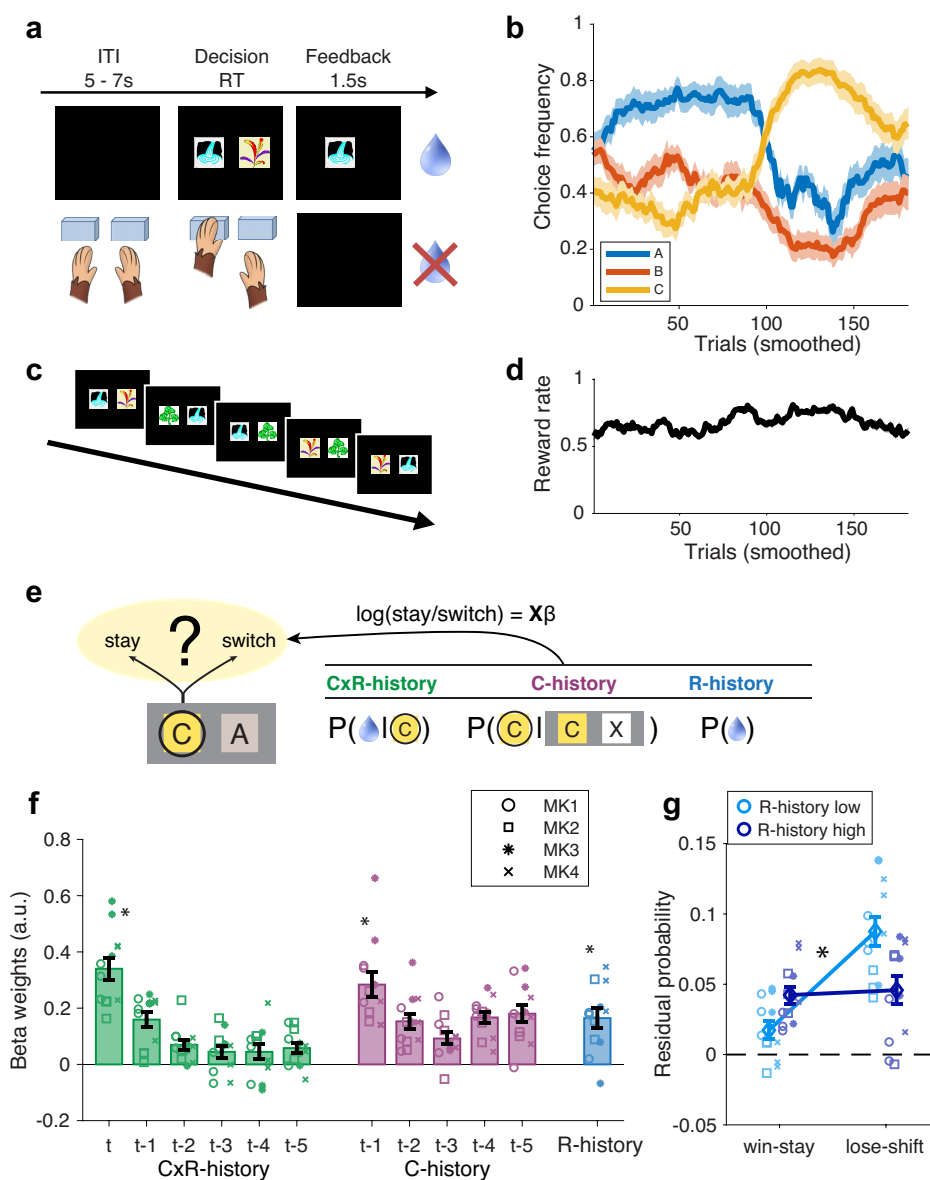 a
ITI
5 - 7s
Decision
RT
Feedback
1.5s
b
Choice frequency
1
0.8
0.6
0.4
0.2
0
A
B
C
50
100
150
Trials (smoothed)
c
d
Reward rate
1
0.5
0
50
100
150
Trials (smoothed)
e
stay
?
switch
C
A
log(stay/switch) = Xβ
CxR-history
C-history
R-history
P( | C )
P( C | C X )
P( )
f
MK1
MK2
MK3
MK4
Beta weights (a.u.)
0.8
0.6
0.4
0.2
0
-0.2
*
*
*
t
t-1
t-2
t-3
t-4
t-5
CxR-history
t-1
t-2
t-3
t-4
t-5
C-history
R-history
g
R-history low
R-history high
Residual probability
0.15
0.1
0.05
0
-0.05
*
win-stay
lose-shift